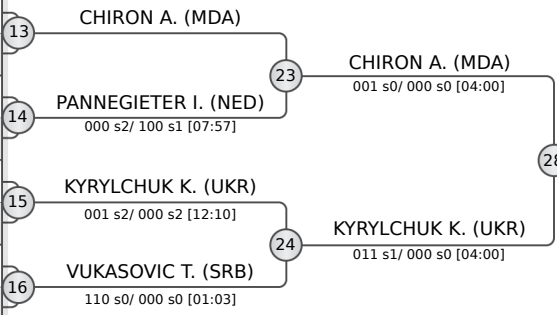 13
CHIRON A. (MDA)
23
CHIRON A. (MDA)
001 s0/ 000 s0 [04:00]
14
PANNEGIETER I. (NED)
000 s2/ 100 s1 [07:57]
28
15
KYRYLCHUK K. (UKR)
001 s2/ 000 s2 [12:10]
24
KYRYLCHUK K. (UKR)
011 s1/ 000 s0 [04:00]
16
VUKASOVIC T. (SRB)
110 s0/ 000 s0 [01:03]